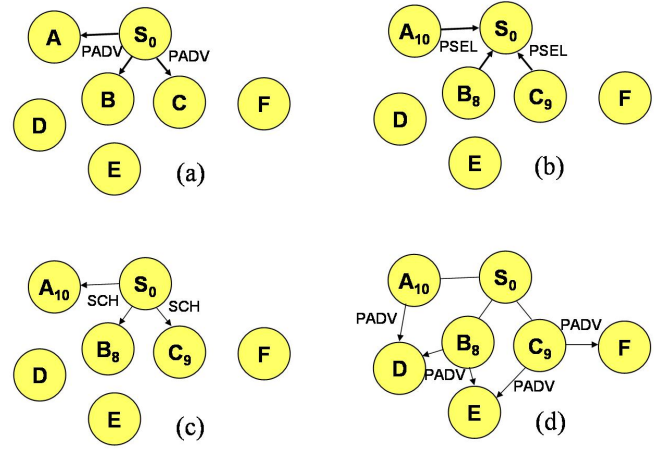 A S₀
PADV PADV
B C F
D
E (a)
A₁₀ S₀
PSEL PSEL
B₈ C₉ F
D
E (b)
A₁₀ S₀
SCH SCH
B₈ C₉ F
D
E (c)
A₁₀ S₀
PADV PADV
B₈ C₉ F
D PADV PADV
E (d)